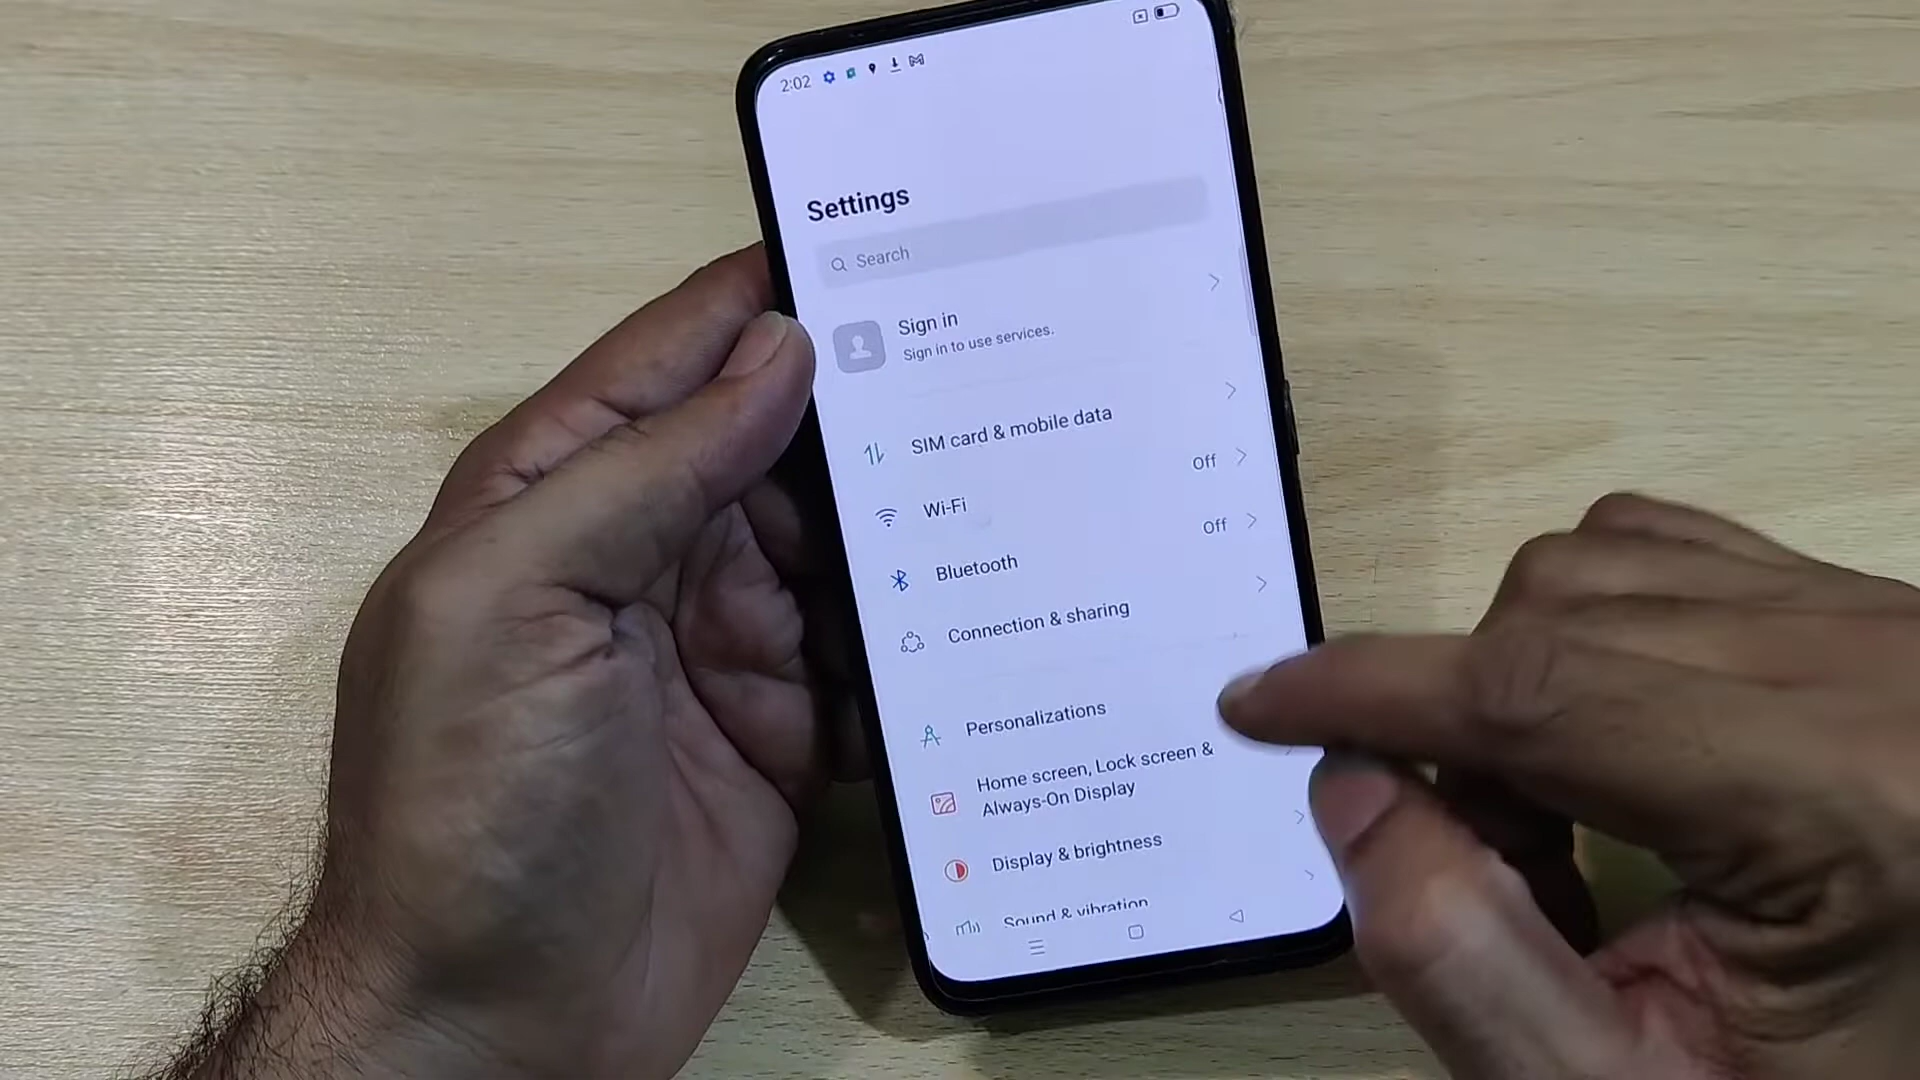 2:02
Settings
Search
Sign in
Sign in to use services.
SIM card & mobile data
Wi-Fi Off
Bluetooth Off
Connection & sharing
Personalizations
Home screen, Lock screen &
Always-On Display
Display & brightness
Sound & vibration